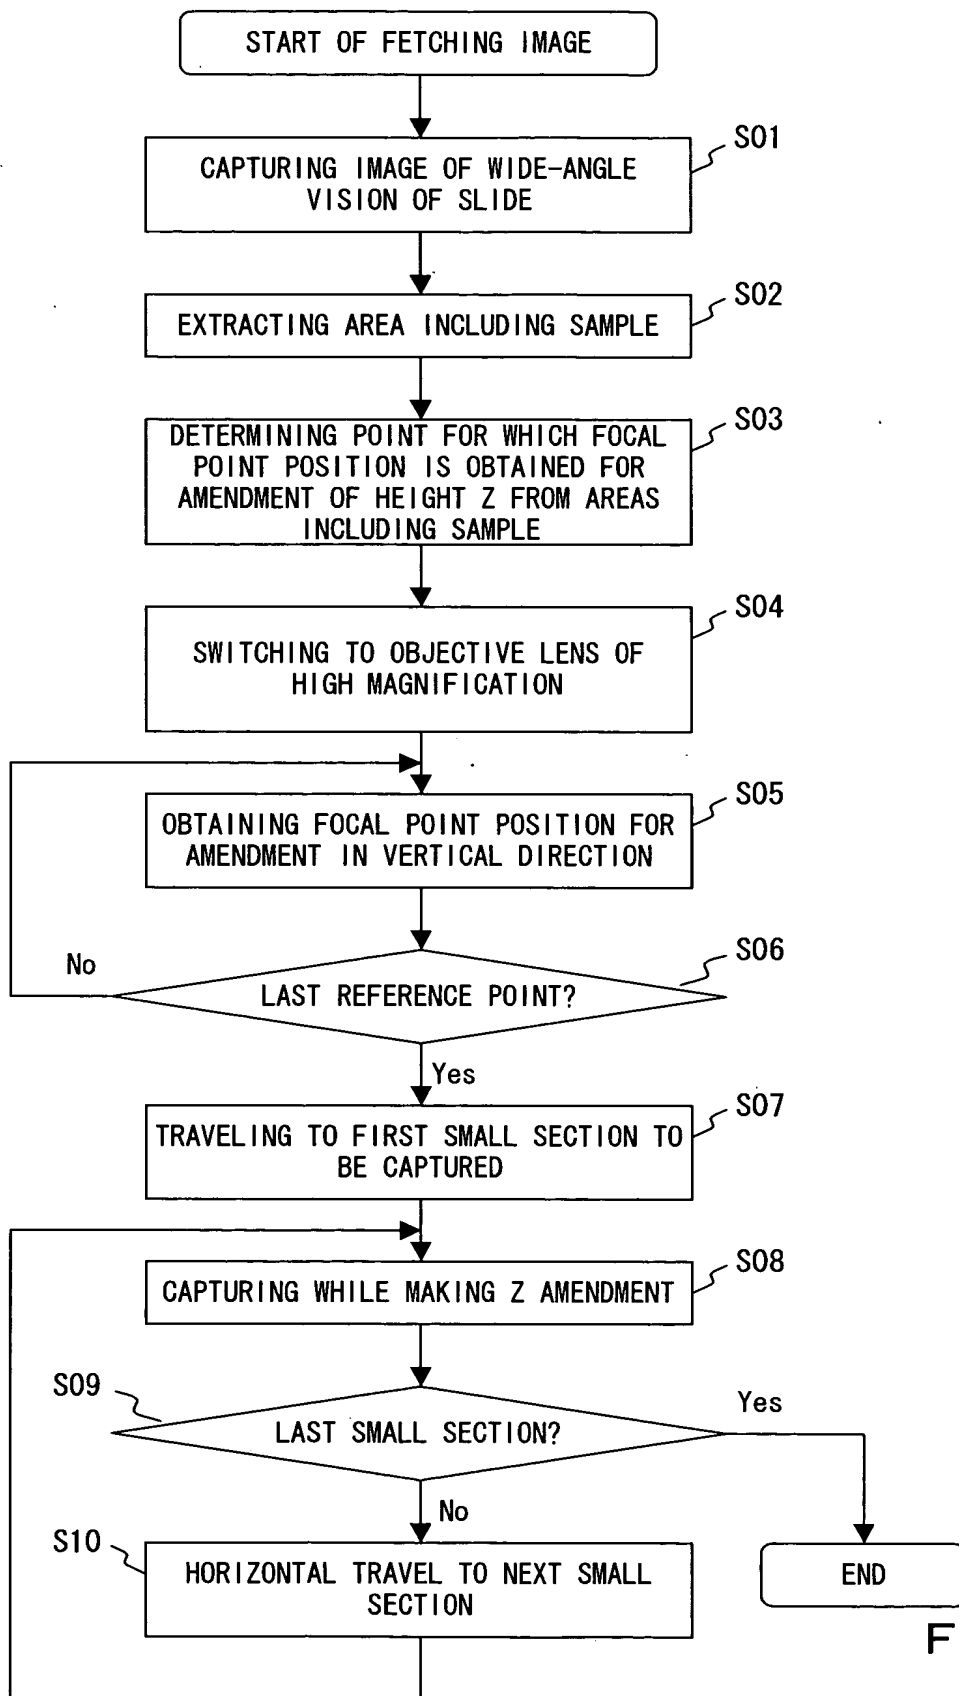 START OF FETCHING IMAGE
S01
CAPTURING IMAGE OF WIDE-ANGLE
VISION OF SLIDE
S02
EXTRACTING AREA INCLUDING SAMPLE
S03
DETERMINING POINT FOR WHICH FOCAL
POINT POSITION IS OBTAINED FOR
AMENDMENT OF HEIGHT Z FROM AREAS
INCLUDING SAMPLE
S04
SWITCHING TO OBJECTIVE LENS OF
HIGH MAGNIFICATION
S05
OBTAINING FOCAL POINT POSITION FOR
AMENDMENT IN VERTICAL DIRECTION
S06
No
LAST REFERENCE POINT?
Yes
S07
TRAVELING TO FIRST SMALL SECTION TO
BE CAPTURED
S08
CAPTURING WHILE MAKING Z AMENDMENT
S09
Yes
LAST SMALL SECTION?
No
S10
HORIZONTAL TRAVEL TO NEXT SMALL
SECTION
END
F